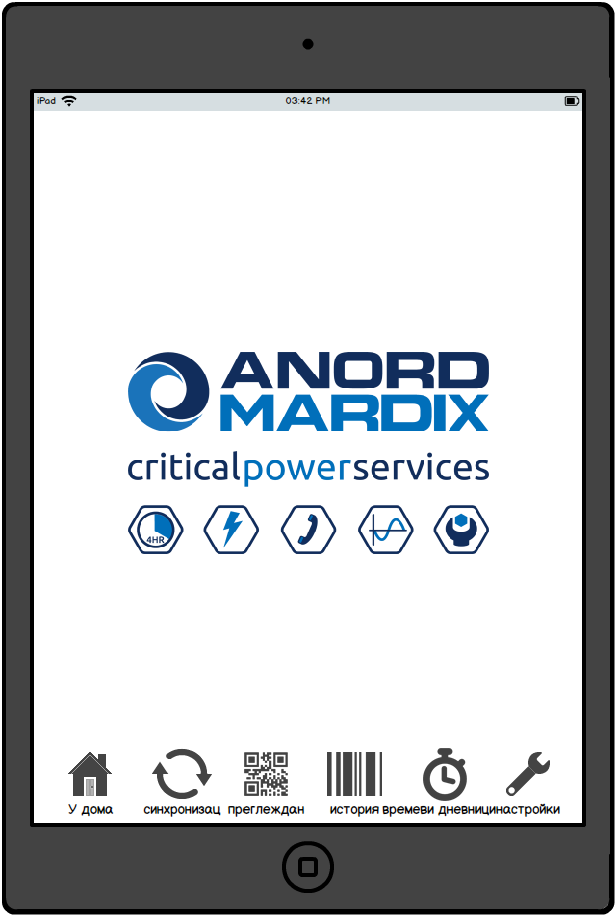 iPad 03:42 PM
ANORD
MARDIX
criticalpowerservices
4HR
У дома синхронизац преглеждан история времеви дневницинастройки